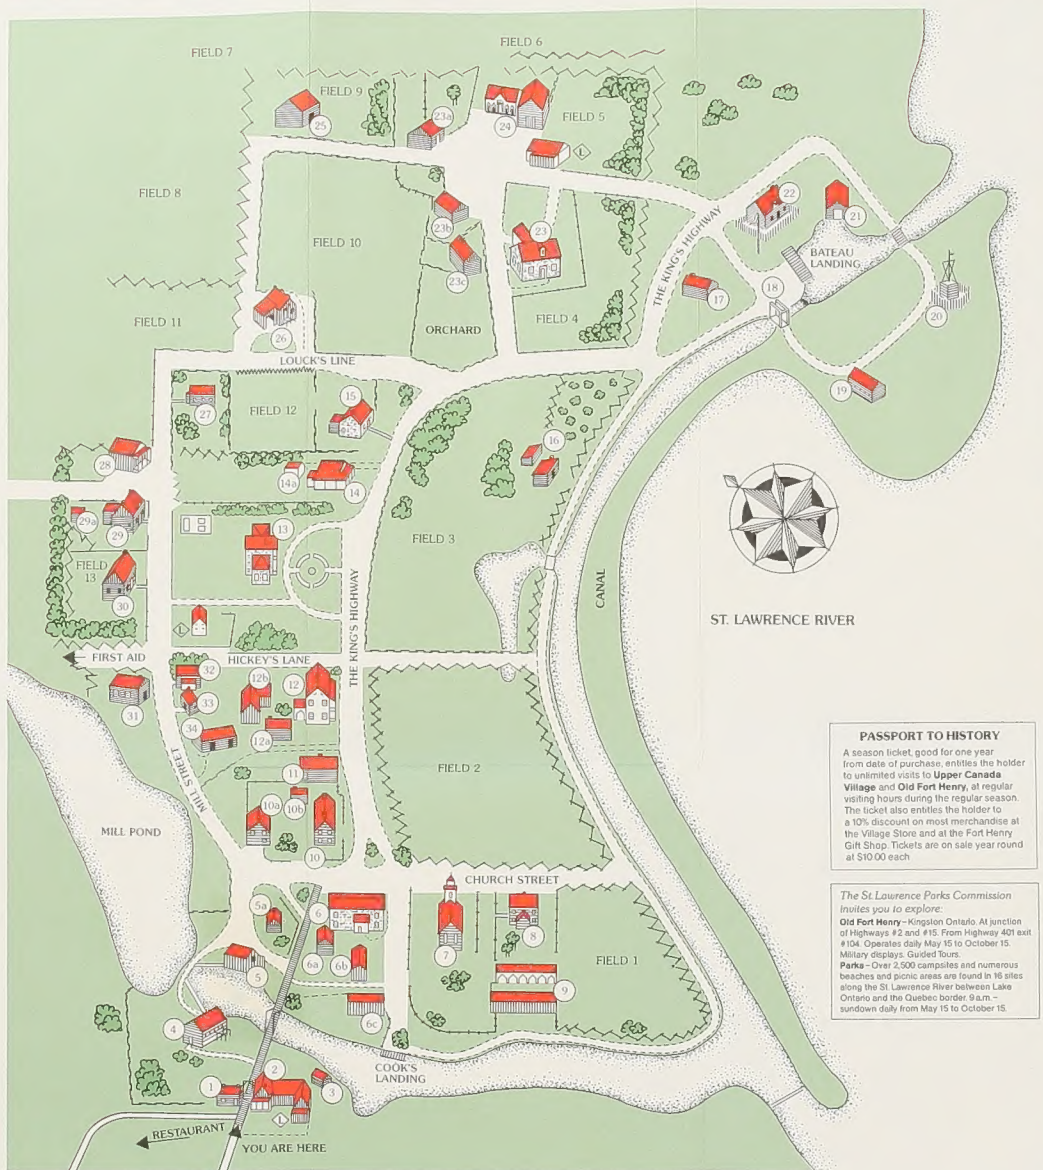 FIELD 7
FIELD 6
FIELD 9
23a
25
24
FIELD 5
L
FIELD 8
22
21
23b
FIELD 10
23
THE KING'S HIGHWAY
BATEAU
LANDING
23c
17
18
20
FIELD 11
26
ORCHARD
FIELD 4
LOUCK'S LINE
19
27
FIELD 12
15
16
28
14a
14
29a
29
13
FIELD 3
FIELD
13
30
THE KING'S HIGHWAY
CANAL
ST. LAWRENCE RIVER
L
FIRST AID
HICKEY'S LANE
32
12b
12
31
33
34
12a
MILL STREET
11
FIELD 2
10a
10b
10
MILL POND
CHURCH STREET
5a
6
6a
6b
7
8
5
9
FIELD 1
6c
4
COOK'S
LANDING
1
2
3
L
RESTAURANT
YOU ARE HERE
PASSPORT TO HISTORY
A season ticket, good for one year
from date of purchase, entitles the holder
to unlimited visits to Upper Canada
Village and Old Fort Henry, at regular
visiting hours during the regular season.
The ticket also entitles the holder to
a 10% discount on most merchandise at
the Village Store and at the Fort Henry
Gift Shop. Tickets are on sale year round
at $10.00 each
The St. Lawrence Parks Commission
invites you to explore:
Old Fort Henry–Kingston Ontario. At junction
of Highways #2 and #15. From Highway 401 exit
#104. Operates daily May 15 to October 15.
Military displays. Guided Tours.
Parks–Over 2,500 campsites and numerous
beaches and picnic areas are found in 16 sites
along the St. Lawrence River between Lake
Ontario and the Quebec border. 9 a.m.–
sundown daily from May 15 to October 15.